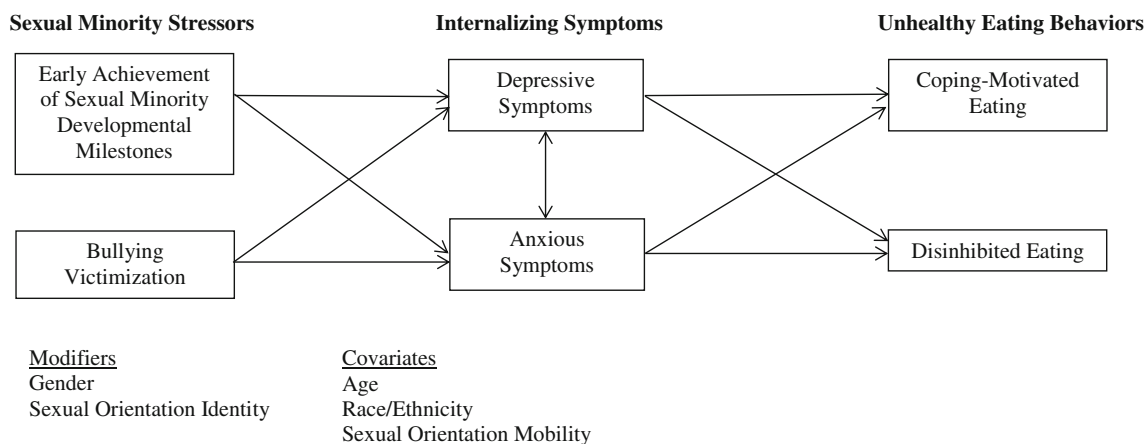 Sexual Minority Stressors
Internalizing Symptoms
Unhealthy Eating Behaviors
Early Achievement
of Sexual Minority
Developmental
Milestones
Depressive
Symptoms
Coping-Motivated
Eating
Bullying
Victimization
Anxious
Symptoms
Disinhibited Eating
Modifiers
Gender
Sexual Orientation Identity
Covariates
Age
Race/Ethnicity
Sexual Orientation Mobility